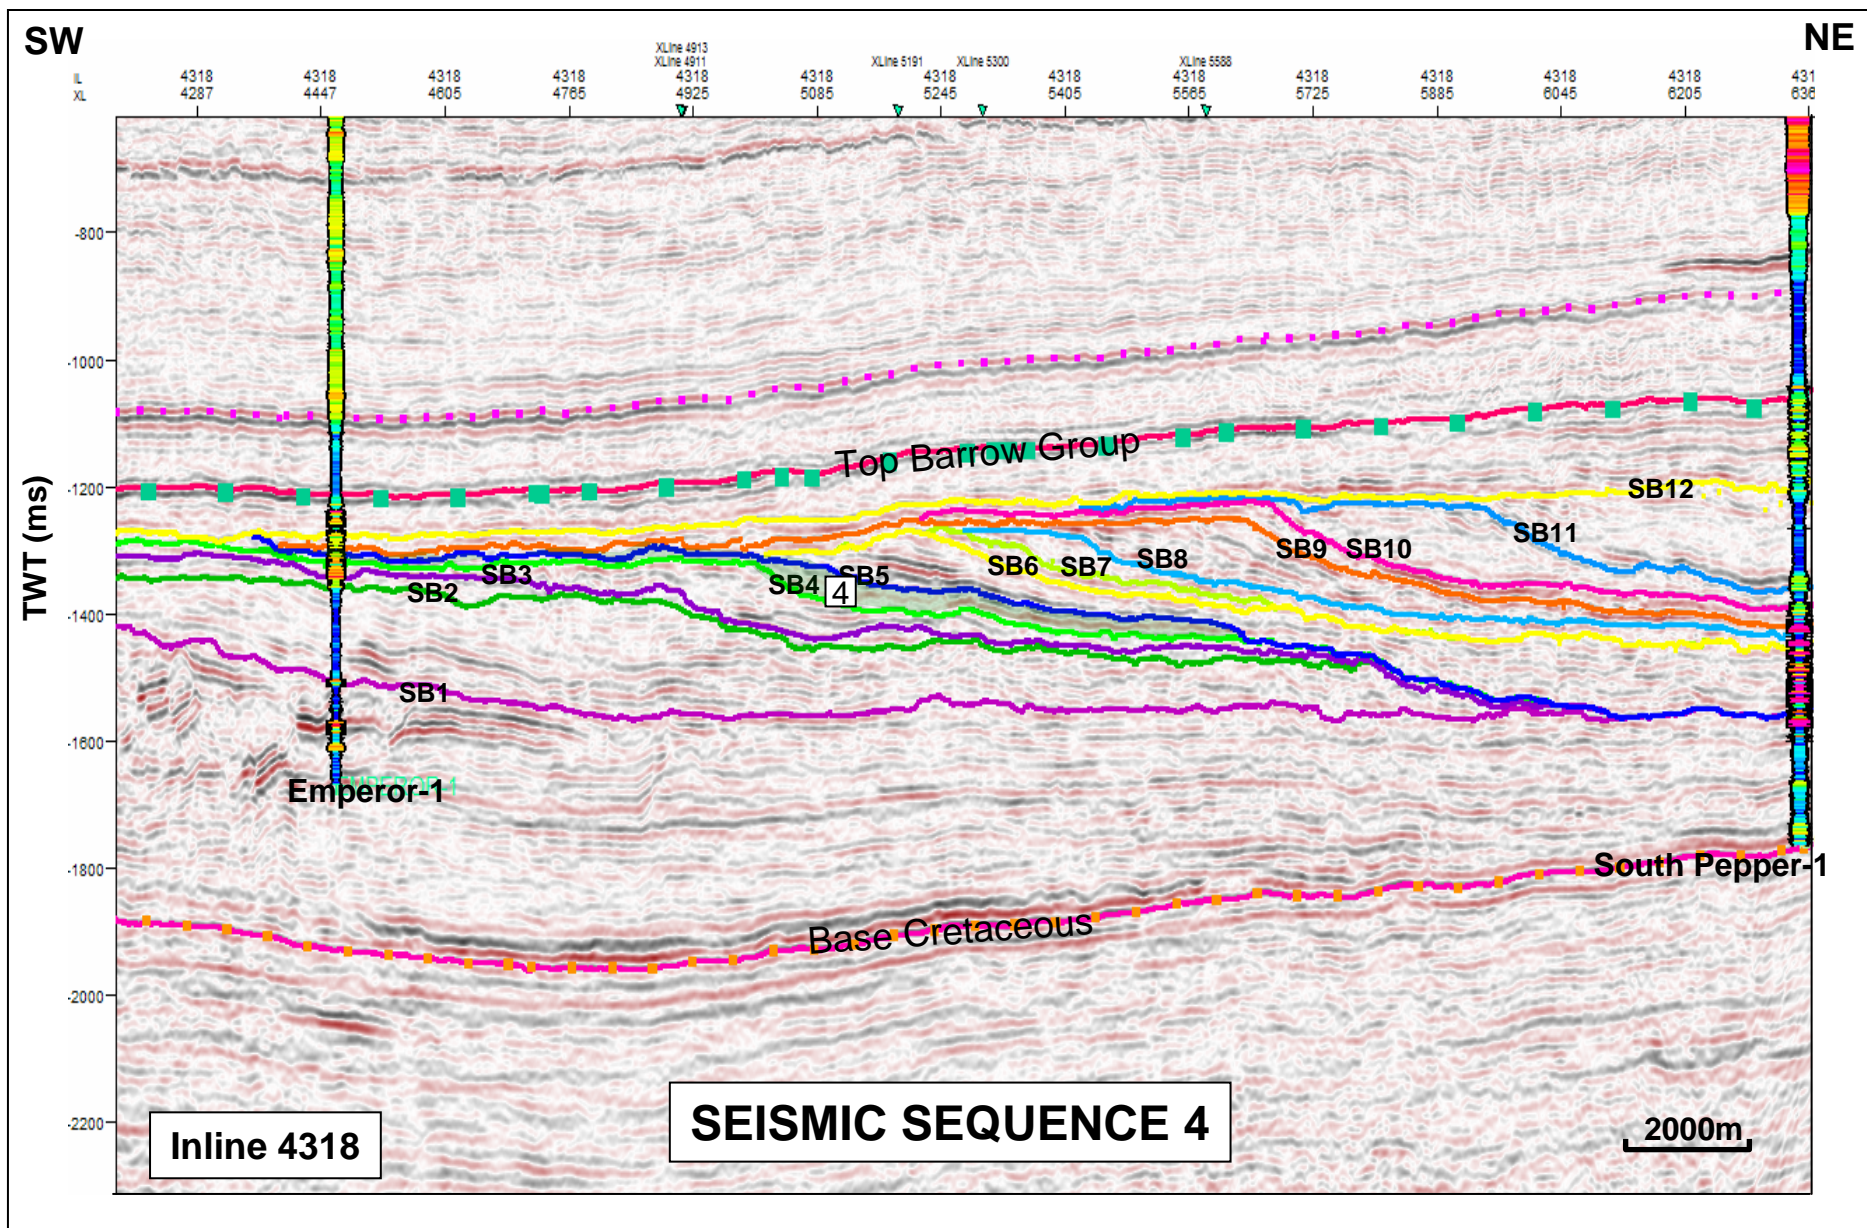 SW
NE
XLine 4913
XLine 4911 XLine 5191 XLine 5300 XLine 5588
IL 4318 4318 4318 4318 4318 4318 4318 4318 4318 4318 4318 4318 4318 431
XL 4287 4447 4605 4765 4925 5085 5245 5405 5565 5725 5885 6045 6205 636
-800
-1000
Top Barrow Group
-1200
SB12
SB11
TWT (ms)
SB9 SB10
SB8
SB6 SB7
SB3
SB4 SB5
SB2
4
-1400
SB1
-1600
EMPEROR-1
Emperor-1
-1800
South Pepper-1
Base Cretaceous
-2000
-2200
SEISMIC SEQUENCE 4
2000m
Inline 4318